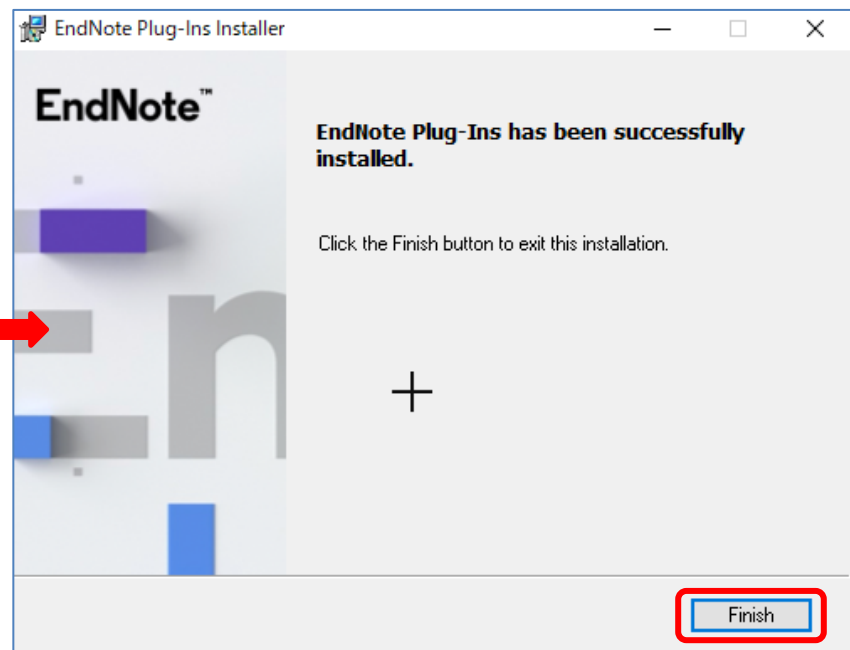 EndNote Plug-Ins Installer
EndNote™
EndNote Plug-Ins has been successfully
installed.
Click the Finish button to exit this installation.
En
Finish